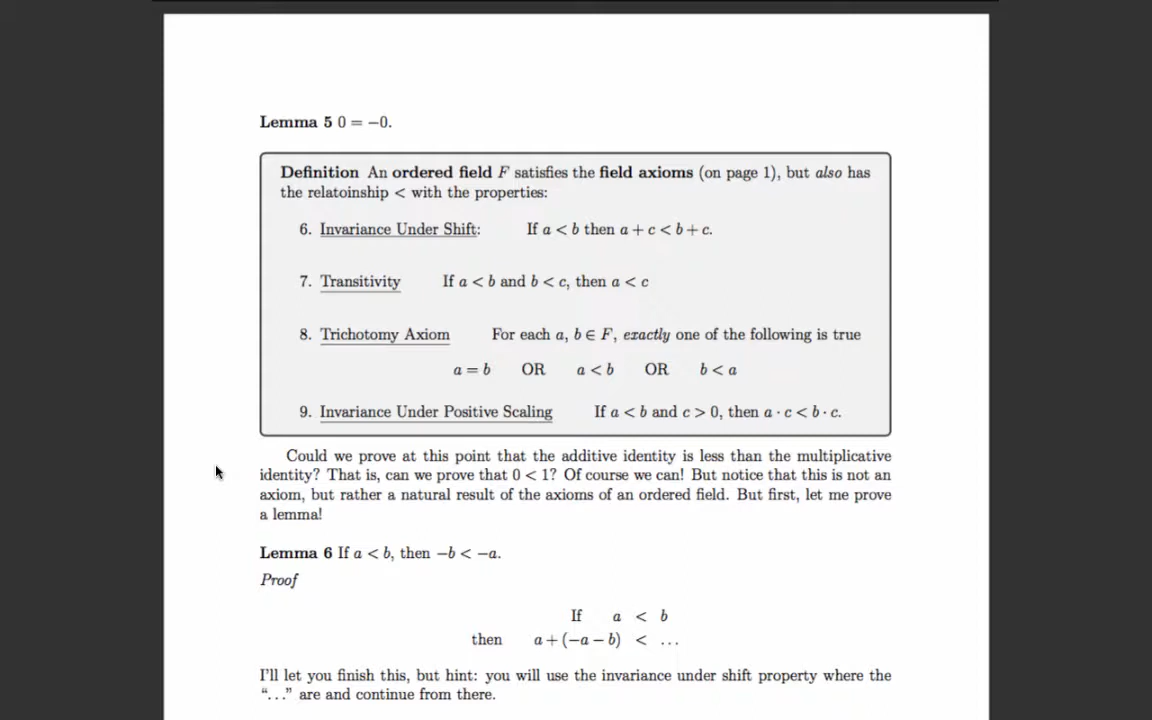 Lemma 5 0 = −0.
Definition An ordered field F satisfies the field axioms (on page 1), but also has
the relatoinship < with the properties:
6. Invariance Under Shift: If a < b then a + c < b + c.
7. Transitivity If a < b and b < c, then a < c
8. Trichotomy Axiom For each a, b ∈ F, exactly one of the following is true
a = b OR a < b OR b < a
9. Invariance Under Positive Scaling If a < b and c > 0, then a · c < b · c.
Could we prove at this point that the additive identity is less than the multiplicative
identity? That is, can we prove that 0 < 1? Of course we can! But notice that this is not an
axiom, but rather a natural result of the axioms of an ordered field. But first, let me prove
a lemma!
Lemma 6 If a < b, then −b < −a.
Proof
If a < b
then a + (−a − b) < ...
I'll let you finish this, but hint: you will use the invariance under shift property where the
“...” are and continue from there.